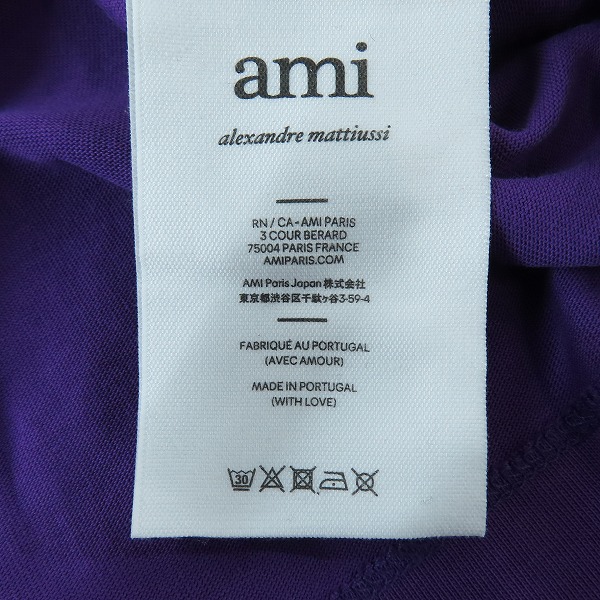 ami
alexandre mattiussi
RN / CA-AMI PARIS
3 COUR BERARD
75004 PARIS FRANCE
AMIPARIS.COM
AMI Paris Japan 株式会社
東京都渋谷区千駄ヶ谷3-59-4
FABRIQUÉ AU PORTUGAL
(AVEC AMOUR)
MADE IN PORTUGAL
(WITH LOVE)
30